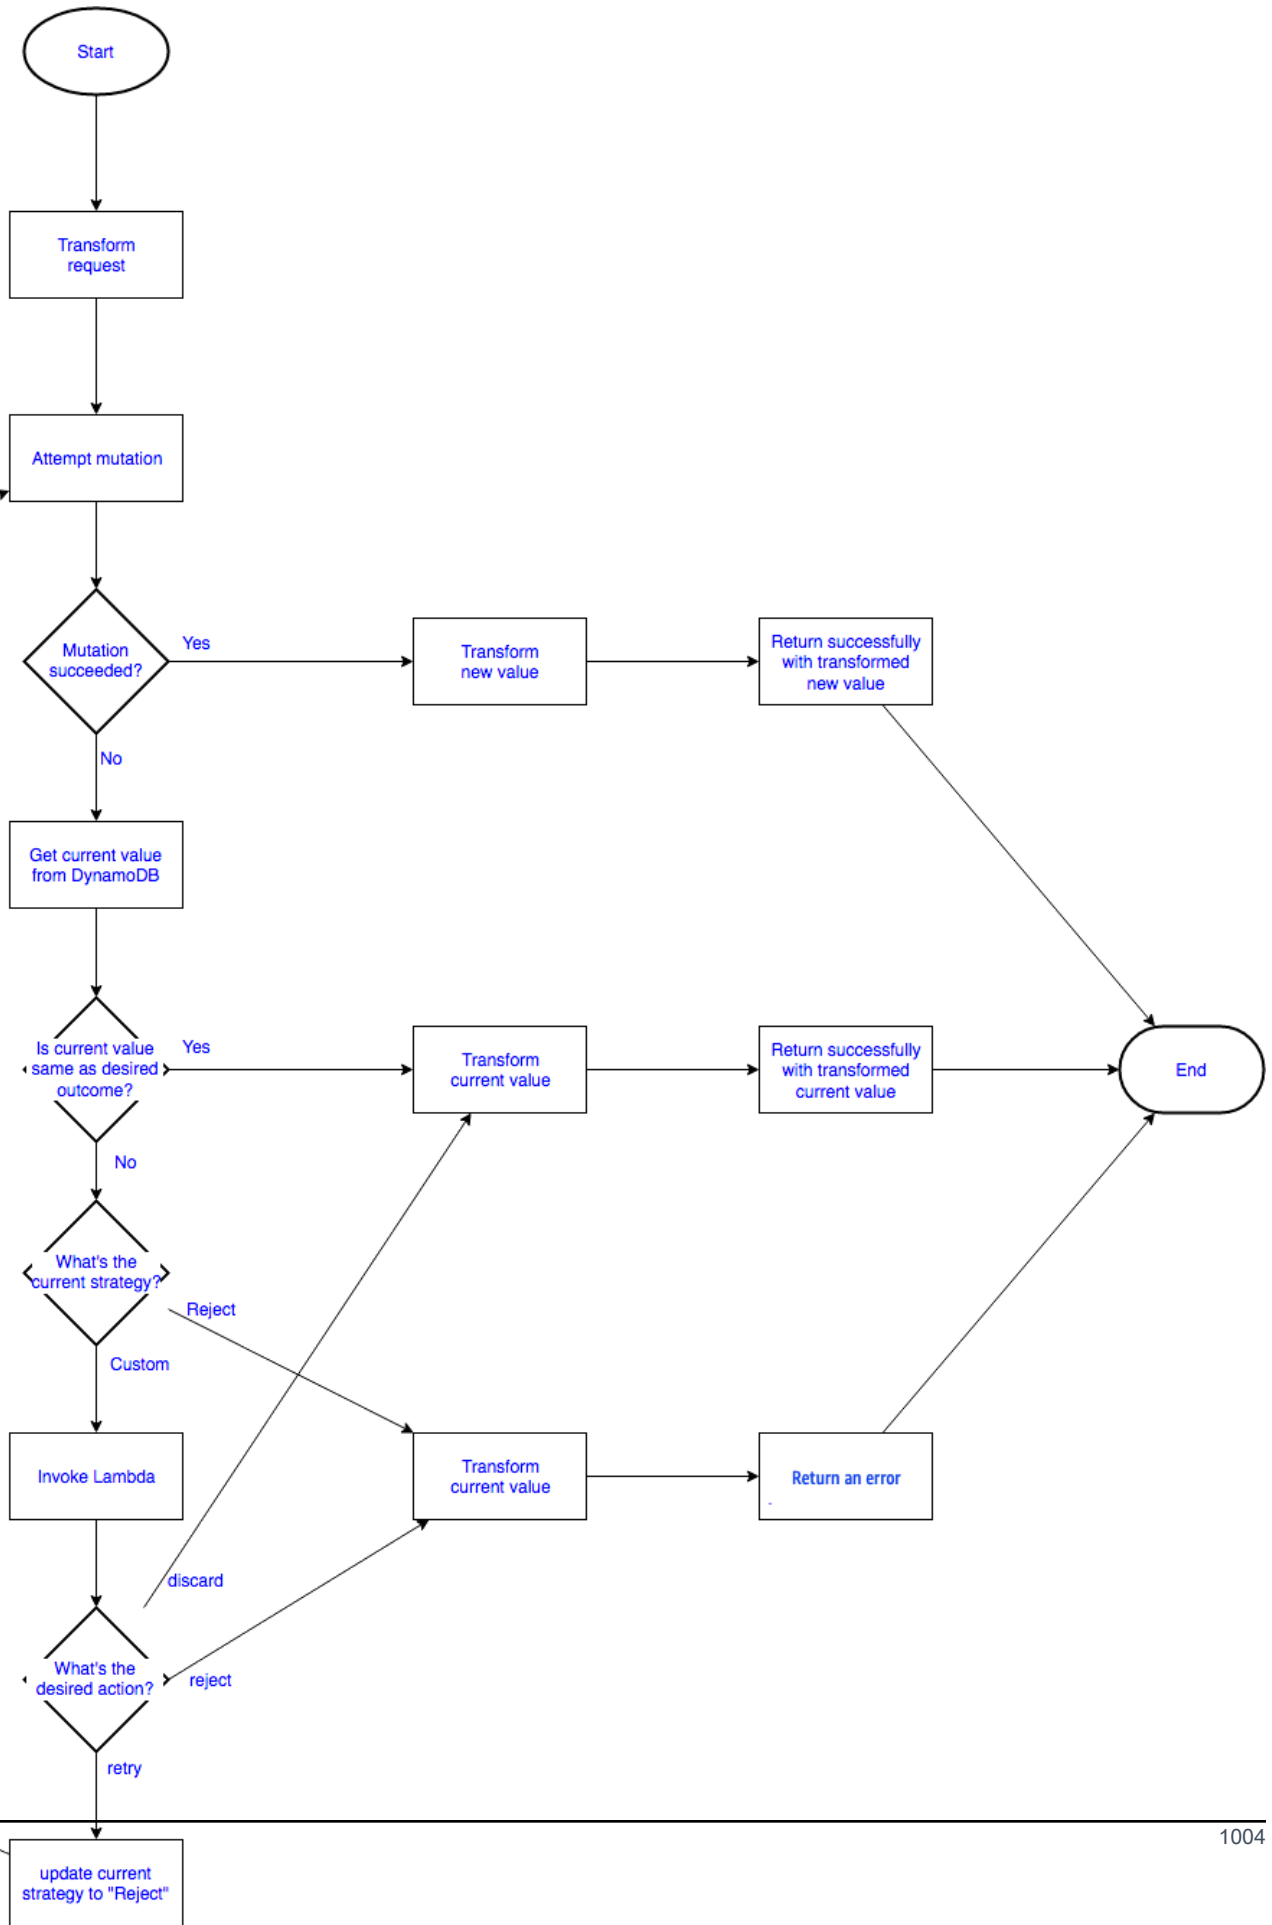 Start
Transform
request
Attempt mutation
Mutation
succeeded?
Yes
Transform
new value
Return successfully
with transformed
new value
No
Get current value
from DynamoDB
Is current value
same as desired
outcome?
Yes
Transform
current value
Return successfully
with transformed
current value
End
No
What's the
current strategy?
Reject
Custom
Invoke Lambda
Transform
current value
Return an error
discard
What's the
desired action?
reject
retry
1004
update current
strategy to "Reject"